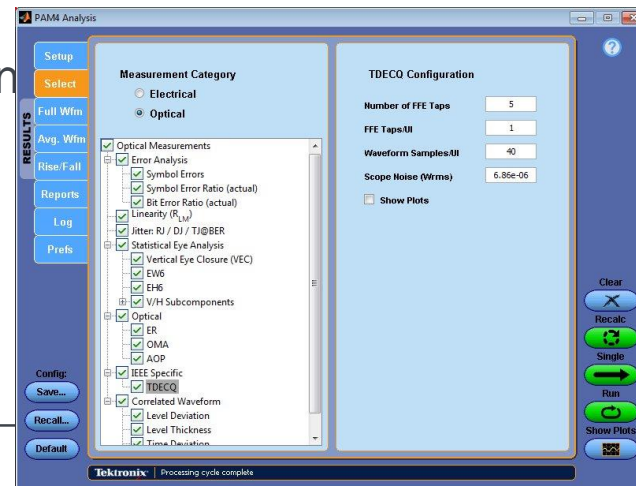 PAM4 Analysis
Setup
Select
Full Wfm
Avg. Wfm
Rise/Fall
Reports
Log
Prefs
RESULTS
Config:
Save...
Recall...
Default
Measurement Category
Electrical
Optical
Optical Measurements
Error Analysis
Symbol Errors
Symbol Error Ratio (actual)
Bit Error Ratio (actual)
Linearity (RLM)
Jitter: RJ / DJ / TJ@BER
Statistical Eye Analysis
Vertical Eye Closure (VEC)
EW6
EH6
V/H Subcomponents
Optical
ER
OMA
AOP
IEEE Specific
TDECQ
Correlated Waveform
Level Deviation
Level Thickness
Time Deviation
TDECQ Configuration
Number of FFE Taps 5
FFE Taps/UI 1
Waveform Samples/UI 40
Scope Noise (Wrms) 6.86e-06
Show Plots
?
Clear
Recalc
Single
Run
Show Plots
Tektronix Processing cycle complete